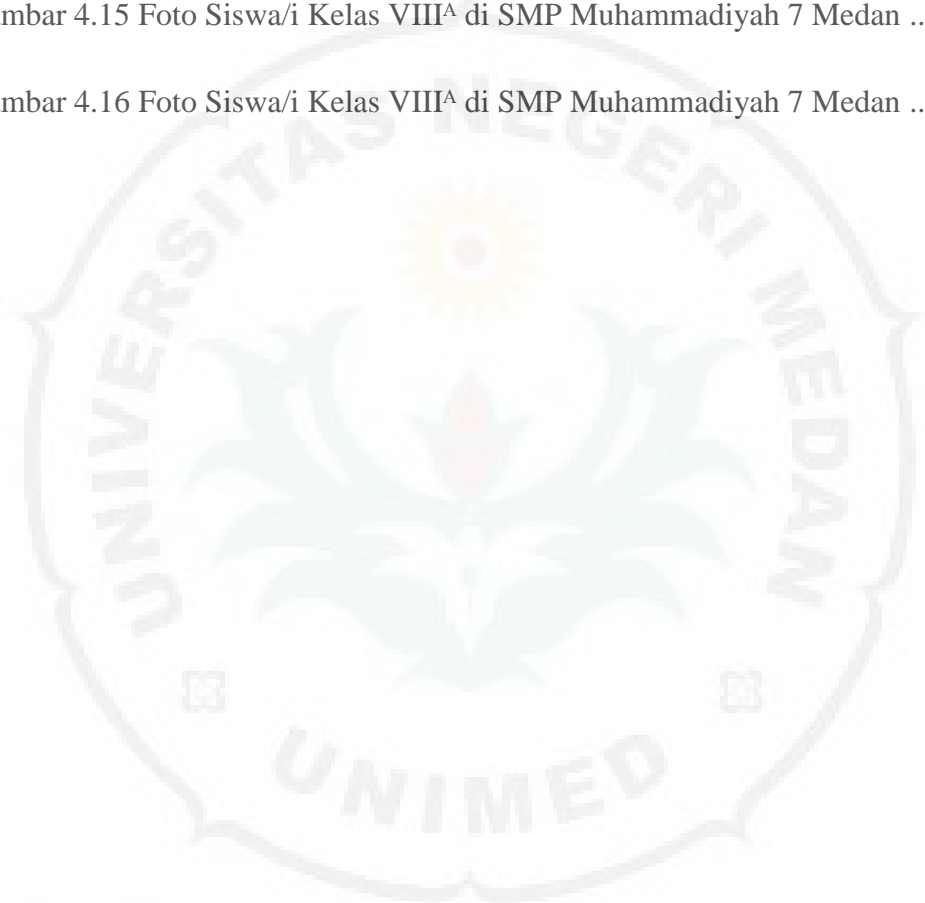 mbar 4.15 Foto Siswa/i Kelas VIIIᴬ di SMP Muhammadiyah 7 Medan ..
mbar 4.16 Foto Siswa/i Kelas VIIIᴬ di SMP Muhammadiyah 7 Medan ..
UNIVERSITAS NEGERI MEDAN
UNIMED